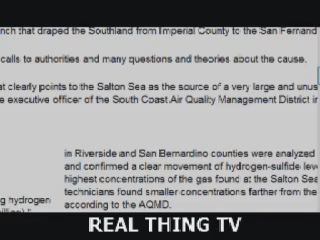 nch that draped the Southland from Imperial County to the San Fernand
calls to authorities and many questions and theories about the cause.
at clearly points to the Salton Sea as the source of a very large and unus
e executive officer of the South Coast Air Quality Management District in
in Riverside and San Bernardino counties were analyzed
and confirmed a clear movement of hydrogen-sulfide leve
highest concentrations of the gas found at the Salton Sea
g hydrogen technicians found smaller concentrations farther from the
according to the AQMD.
REAL THING TV